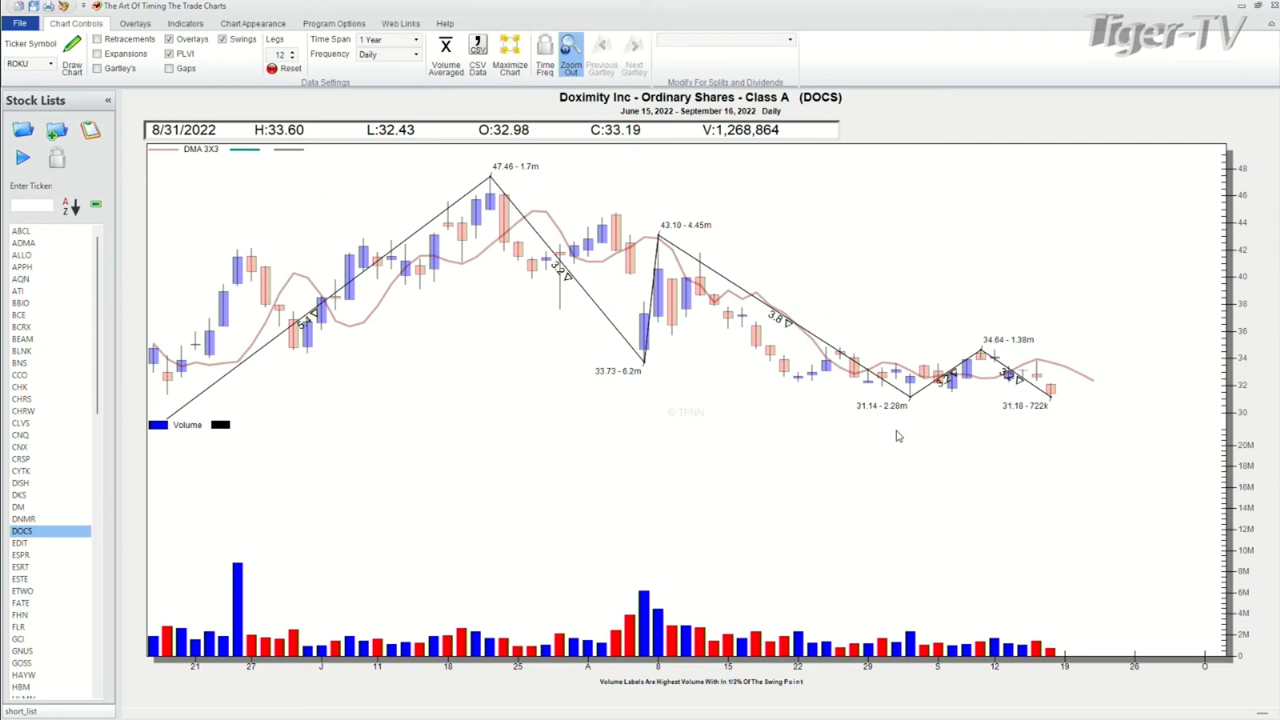 The Art Of Timing The Trade Charts
Tiger-TV
File Chart Controls Overlays Indicators Chart Appearance Program Options Web Links Help
Ticker Symbol
ROKU
Draw
Chart
Retracements Overlays Swings
Expansions PLVI
Gartley's Gaps
Legs
12
Reset
Time Span 1 Year
Frequency Daily
Data Settings
Volume
Averaged
CSV
Data
Maximize
Chart
Time
Freq
Zoom
Out
Previous
Gartley
Next
Gartley
Modify For Splits and Dividends
Stock Lists
Enter Ticker:
A
Z
ABCL
ADMA
ALLO
APPH
AQN
ATI
BBIO
BCE
BCRX
BEAM
BLNK
BNS
CCO
CHK
CHRS
CHRW
CLVS
CNQ
CNX
CRSP
CYTK
DISH
DKS
DM
DNMR
DOCS
EDIT
ESPR
ESRT
ESTE
ETWO
FATE
FHN
FLR
GCI
GNUS
GOSS
HAYW
HBM
short_list
Doximity Inc - Ordinary Shares - Class A (DOCS)
June 15, 2022 - September 16, 2022 Daily
8/31/2022 H:33.60 L:32.43 O:32.98 C:33.19 V:1,268,864
DMA 3X3
47.46 - 1.7m
43.10 - 4.45m
3.2
3.8
33.73 - 6.2m
34.64 - 1.38m
31.14 - 2.28m
31.18 - 722k
© TFNN
Volume
48
46
44
42
40
38
36
34
32
30
20M
18M
16M
14M
12M
10M
8M
6M
4M
2M
0
21 27 J 11 18 25 A 8 15 22 29 S 12 19 26 O
Volume Labels Are Highest Volume With In 1/2% Of The Swing Point